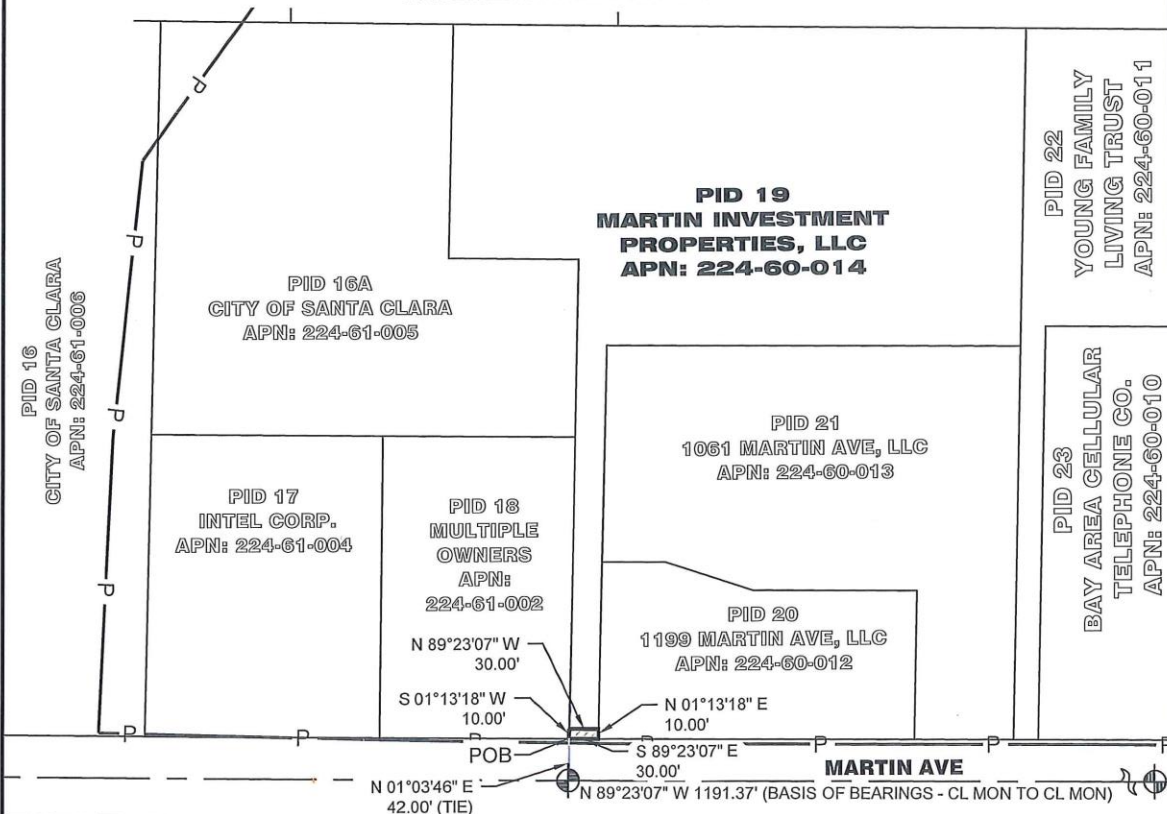 PID 16
CITY OF SANTA CLARA
APN: 224-61-006
P
P
P
P
PID 16A
CITY OF SANTA CLARA
APN: 224-61-005
PID 19
MARTIN INVESTMENT
PROPERTIES, LLC
APN: 224-60-014
PID 22
YOUNG FAMILY
LIVING TRUST
APN: 224-60-011
PID 17
INTEL CORP.
APN: 224-61-004
PID 18
MULTIPLE
OWNERS
APN:
224-61-002
PID 21
1061 MARTIN AVE, LLC
APN: 224-60-013
PID 23
BAY AREA CELLULAR
TELEPHONE CO.
APN: 224-60-010
PID 20
1199 MARTIN AVE, LLC
APN: 224-60-012
N 89°23'07" W
30.00'
S 01°13'18" W
10.00'
N 01°13'18" E
10.00'
P
P
P
P
P
P
P
POB
S 89°23'07" E
30.00'
MARTIN AVE
N 01°03'46" E
42.00' (TIE)
N 89°23'07" W 1191.37' (BASIS OF BEARINGS - CL MON TO CL MON)